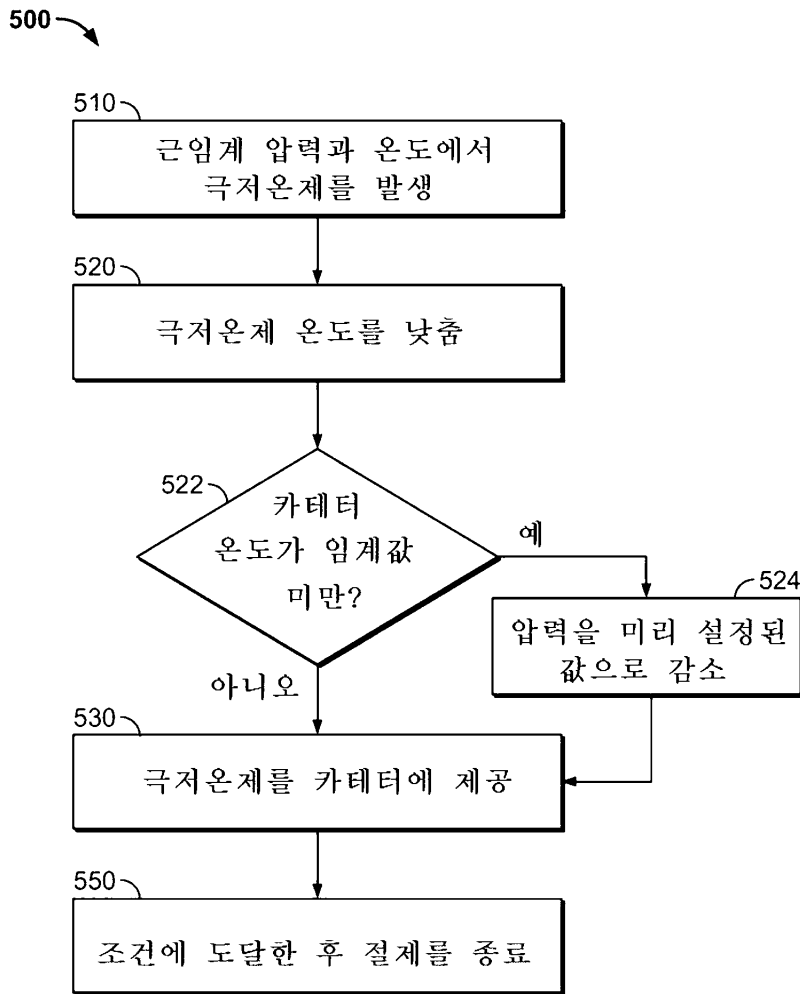 500
510
근임계 압력과 온도에서
극저온제를 발생
520
극저온제 온도를 낮춤
522
카테터
온도가 임계값
미만?
예
524
압력을 미리 설정된
값으로 감소
아니오
530
극저온제를 카테터에 제공
550
조건에 도달한 후 절제를 종료